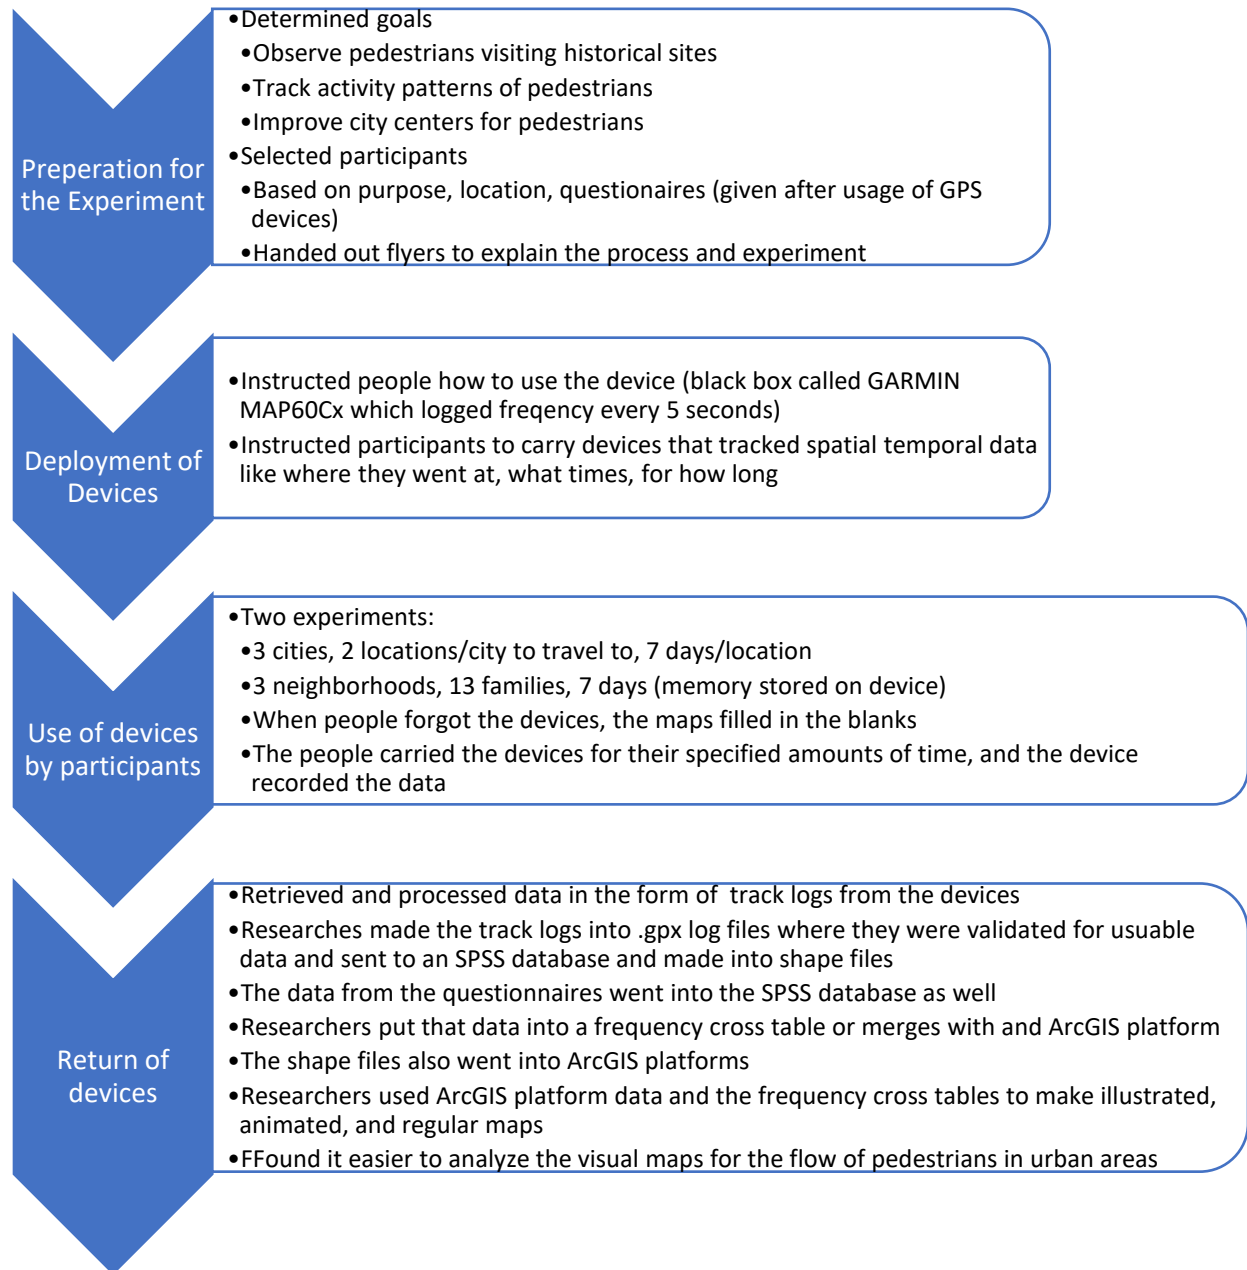 Preperation for
the Experiment
•Determined goals
•Observe pedestrians visiting historical sites
•Track activity patterns of pedestrians
•Improve city centers for pedestrians
•Selected participants
•Based on purpose, location, questionaires (given after usage of GPS
devices)
•Handed out flyers to explain the process and experiment
Deployment of
Devices
•Instructed people how to use the device (black box called GARMIN
MAP60Cx which logged freqency every 5 seconds)
•Instructed participants to carry devices that tracked spatial temporal data
like where they went at, what times, for how long
Use of devices
by participants
•Two experiments:
•3 cities, 2 locations/city to travel to, 7 days/location
•3 neighborhoods, 13 families, 7 days (memory stored on device)
•When people forgot the devices, the maps filled in the blanks
•The people carried the devices for their specified amounts of time, and the device
recorded the data
Return of
devices
•Retrieved and processed data in the form of  track logs from the devices
•Researches made the track logs into .gpx log files where they were validated for usuable
data and sent to an SPSS database and made into shape files
•The data from the questionnaires went into the SPSS database as well
•Researchers put that data into a frequency cross table or merges with and ArcGIS platform
•The shape files also went into ArcGIS platforms
•Researchers used ArcGIS platform data and the frequency cross tables to make illustrated,
animated, and regular maps
•FFound it easier to analyze the visual maps for the flow of pedestrians in urban areas